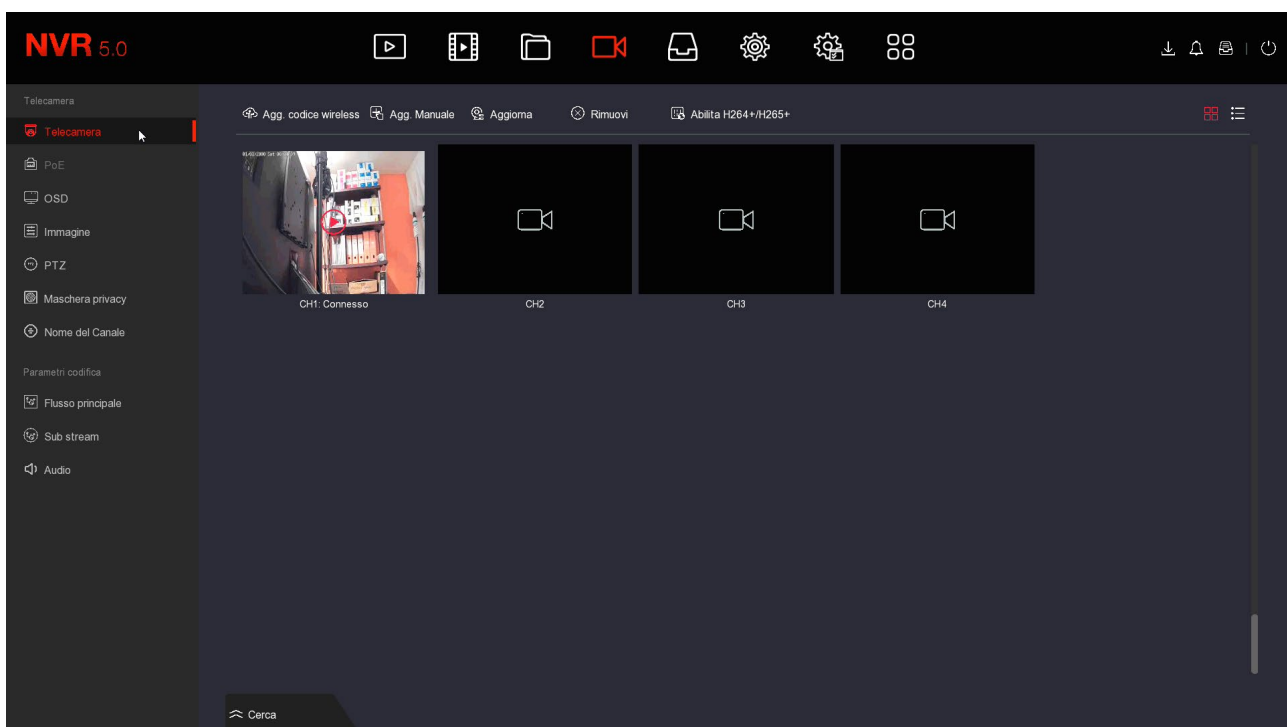 NVR 5.0
Telecamera
Telecamera
PoE
OSD
Immagine
PTZ
Maschera privacy
Nome del Canale
Parametri codifica
Flusso principale
Sub stream
Audio
Agg. codice wireless Agg. Manuale Aggiorna Rimuovi Abilita H264+/H265+
CH1: Connesso CH2 CH3 CH4
Cerca